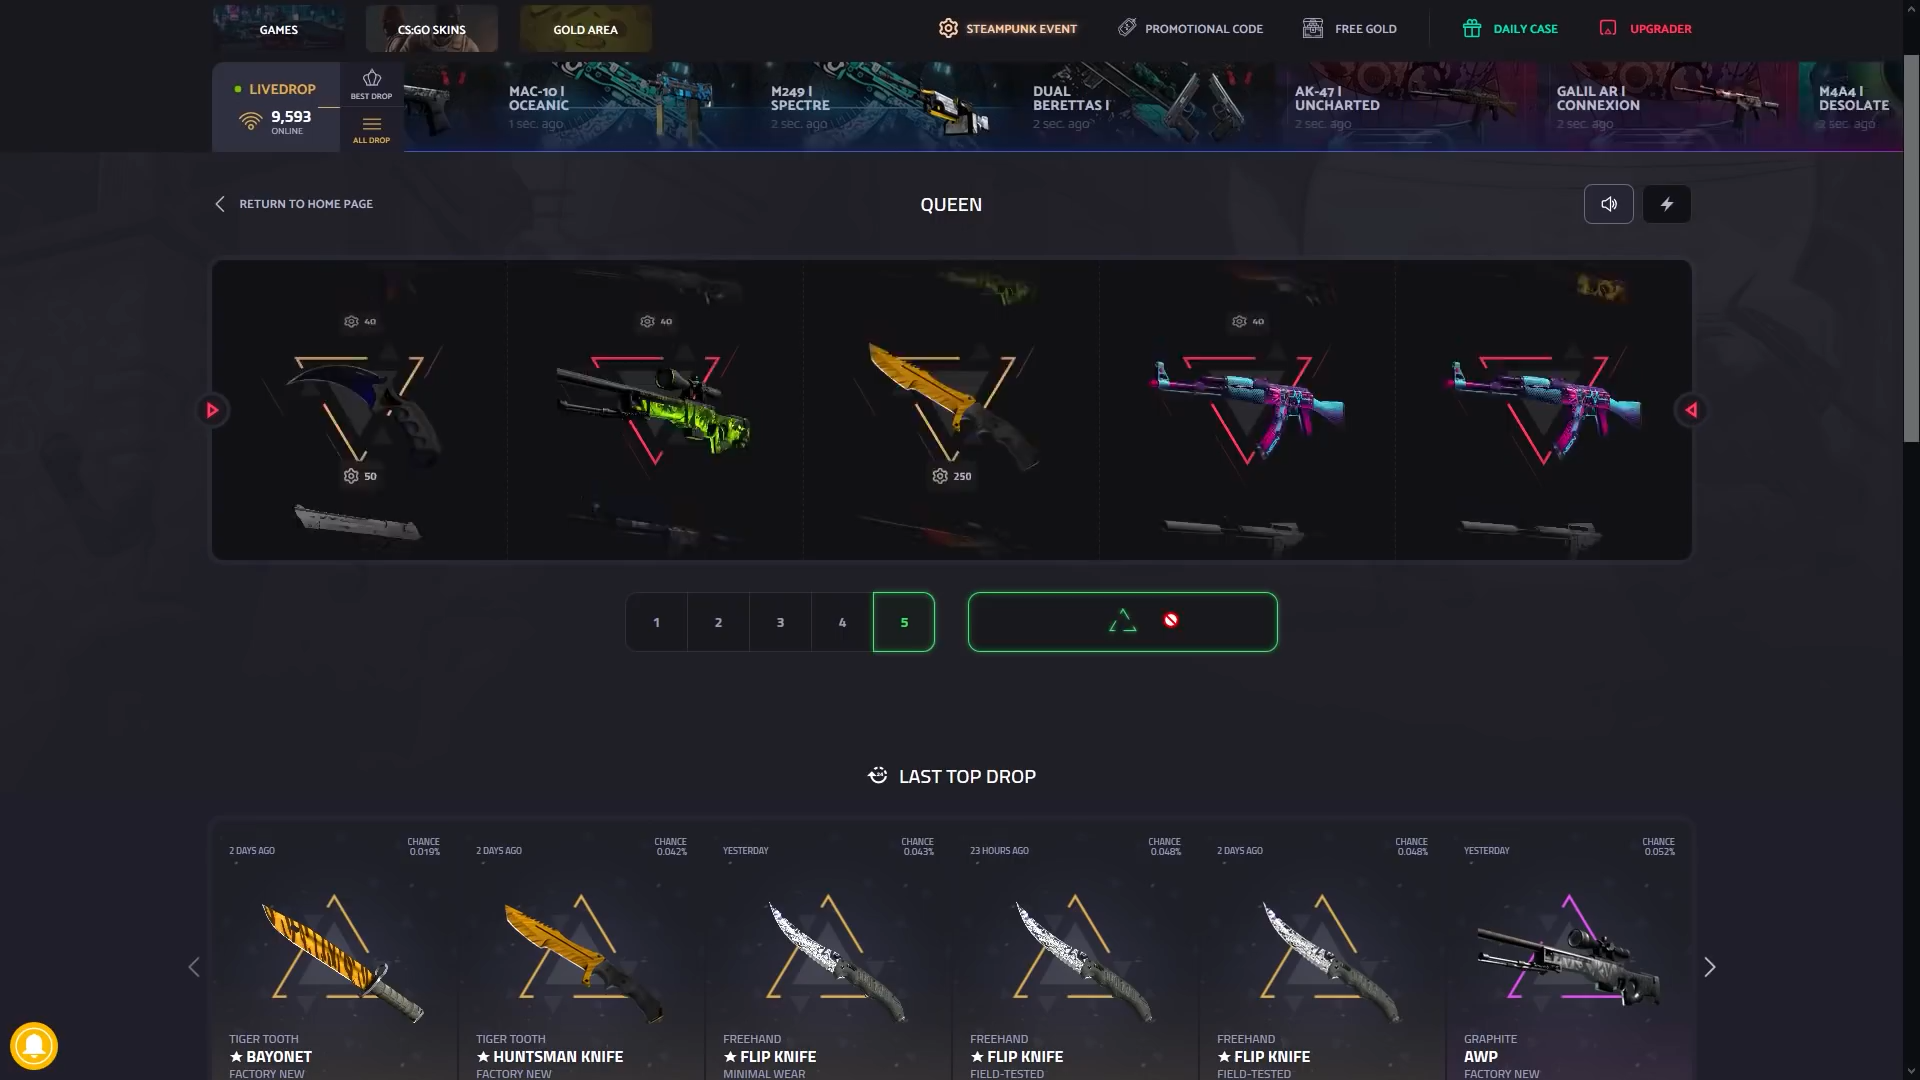 GAMES
CS:GO SKINS
GOLD AREA
STEAMPUNK EVENT
PROMOTIONAL CODE
FREE GOLD
DAILY CASE
UPGRADER
LIVEDROP
9,593
ONLINE
BEST DROP
ALL DROP
MAC-10 |
OCEANIC
1 sec. ago
M249 |
SPECTRE
2 sec. ago
DUAL
BERETTAS |
2 sec. ago
AK-47 |
UNCHARTED
2 sec. ago
GALIL AR |
CONNEXION
2 sec. ago
M4A4 |
DESOLATE
2 sec. ago
RETURN TO HOME PAGE
QUEEN
40
40
40
50
250
1
2
3
4
5
LAST TOP DROP
2 DAYS AGO
CHANCE
0.019%
TIGER TOOTH
★ BAYONET
FACTORY NEW
2 DAYS AGO
CHANCE
0.042%
TIGER TOOTH
★ HUNTSMAN KNIFE
FACTORY NEW
YESTERDAY
CHANCE
0.043%
FREEHAND
★ FLIP KNIFE
MINIMAL WEAR
23 HOURS AGO
CHANCE
0.048%
FREEHAND
★ FLIP KNIFE
FIELD-TESTED
2 DAYS AGO
CHANCE
0.048%
FREEHAND
★ FLIP KNIFE
FIELD-TESTED
YESTERDAY
CHANCE
0.052%
GRAPHITE
AWP
FACTORY NEW